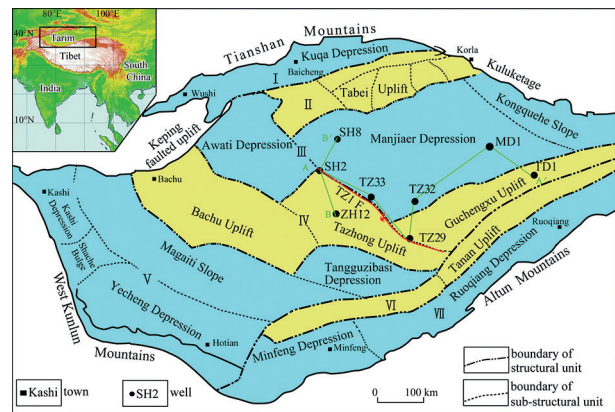 80°E
100°E
40°N
Tarim
Tibet
South
China
India
10°N
Tianshan Mountains
Kuqa Depression
Baicheng
Korla
Kuluketage
Wushi
I
II
Tabei Uplift
Kongquehe Slope
Keping
faulted uplift
Awati Depression
III
B'
SH8
Manjiaer Depression
MD1
A
SH2
TZ33
TZ32
TD1
Kashi
Bachu
TZ1 F.
Guchengxu Uplift
Kashi
Depression
Bachu Uplift
IV
B
ZH12
Tazhong Uplift
TZ29
Tanan Uplift
Ruoqiang
Shache
Bulge
Magaiti Slope
Tangguzibasi
Depression
Ruoqiang Depression
Altun Mountains
V
Yecheng Depression
VI
VII
West Kunlun
Mountains
Hotian
Minfeng Depression
Minfeng
boundary of
structural unit
boundary of
sub-structural unit
Kashi town
SH2 well
0 100 km